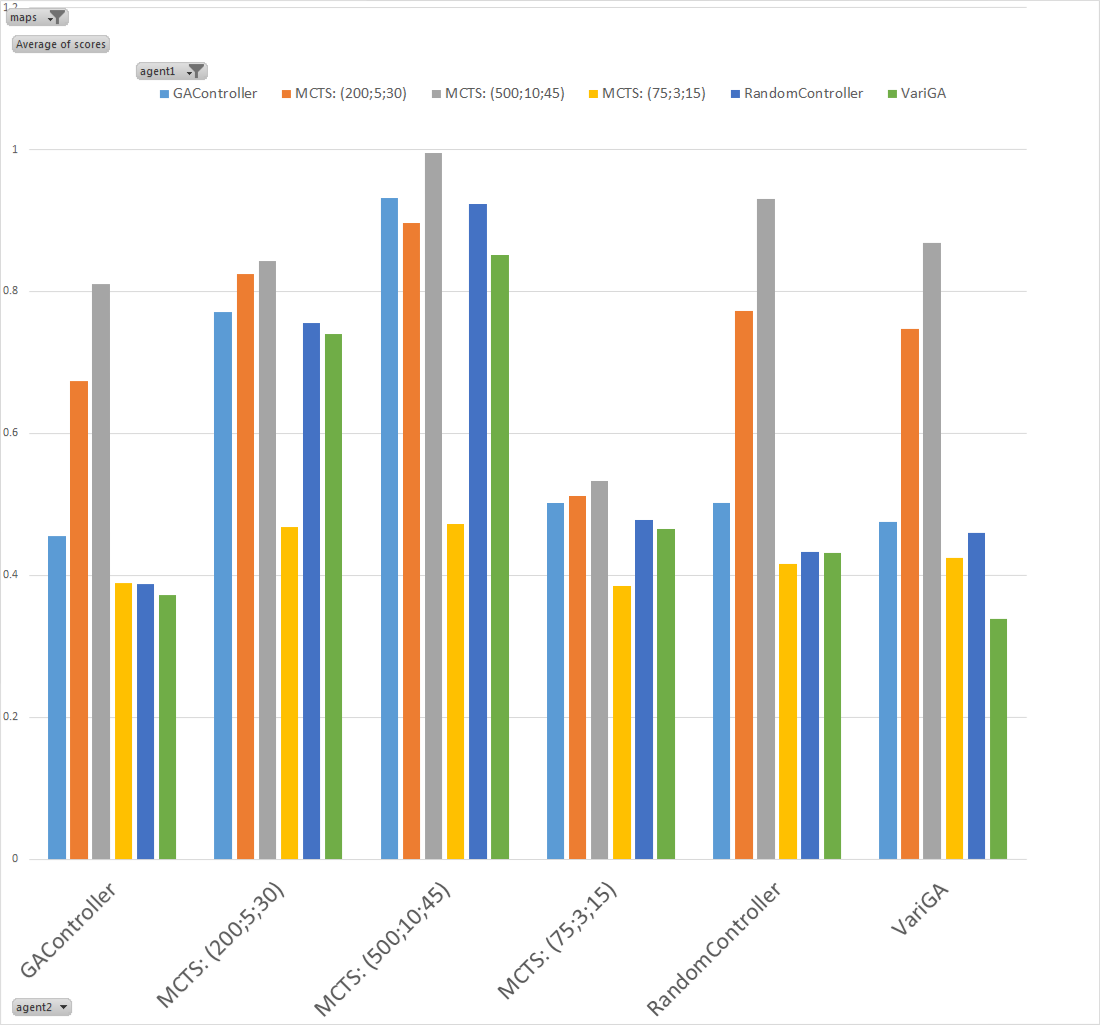 1.2
maps
Average of scores
agent1
GAController MCTS: (200;5;30) MCTS: (500;10;45) MCTS: (75;3;15) RandomController VariGA
1
0.8
0.6
0.4
0.2
0
GAController
MCTS: (200;5;30)
MCTS: (500;10;45)
MCTS: (75;3;15)
RandomController
VariGA
agent2